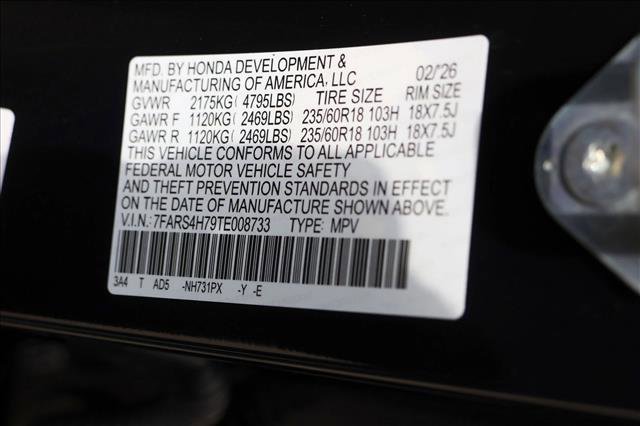 MFD. BY HONDA DEVELOPMENT &
MANUFACTURING OF AMERICA, LLC 02/'26
GVWR 2175KG( 4795LBS) TIRE SIZE RIM SIZE
GAWR F 1120KG( 2469LBS) 235/60R18 103H 18X7.5J
GAWR R 1120KG( 2469LBS) 235/60R18 103H 18X7.5J
THIS VEHICLE CONFORMS TO ALL APPLICABLE
FEDERAL MOTOR VEHICLE SAFETY
AND THEFT PREVENTION STANDARDS IN EFFECT
ON THE DATE OF MANUFACTURE SHOWN ABOVE.
V.I.N.: 7FARS4H79TE008733 TYPE: MPV
3A4 T AD5 -NH731PX -Y -E